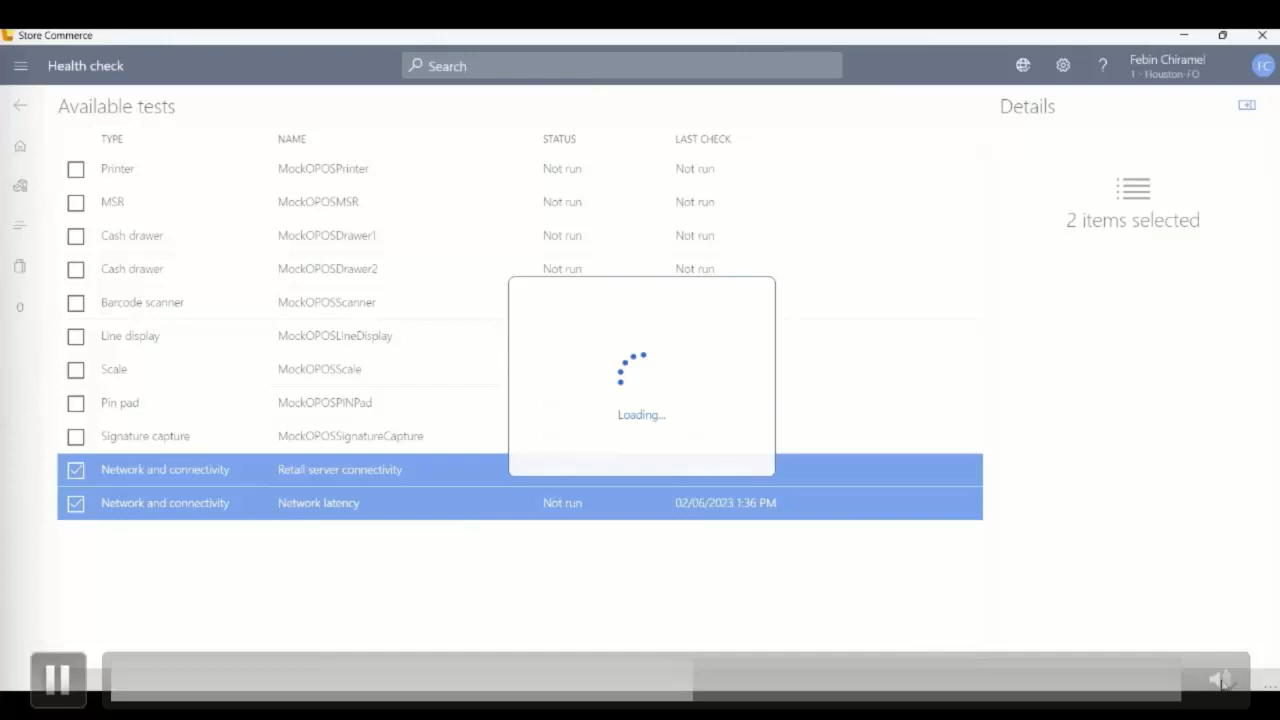 Store Commerce
Health check
Search
?
Febin Chiramel
1 - Houston-FO
FC
Available tests
Details
TYPE NAME STATUS LAST CHECK
Printer MockOPOSPrinter Not run Not run
MSR MockOPOSMSR Not run Not run
Cash drawer MockOPOSDrawer1 Not run Not run
Cash drawer MockOPOSDrawer2 Not run Not run
Barcode scanner MockOPOSScanner
Line display MockOPOSLineDisplay
Scale MockOPOSScale
Pin pad MockOPOSPINPad
Signature capture MockOPOSSignatureCapture
Network and connectivity Retail server connectivity
Network and connectivity Network latency Not run 02/06/2023 1:36 PM
0
2 items selected
Loading...